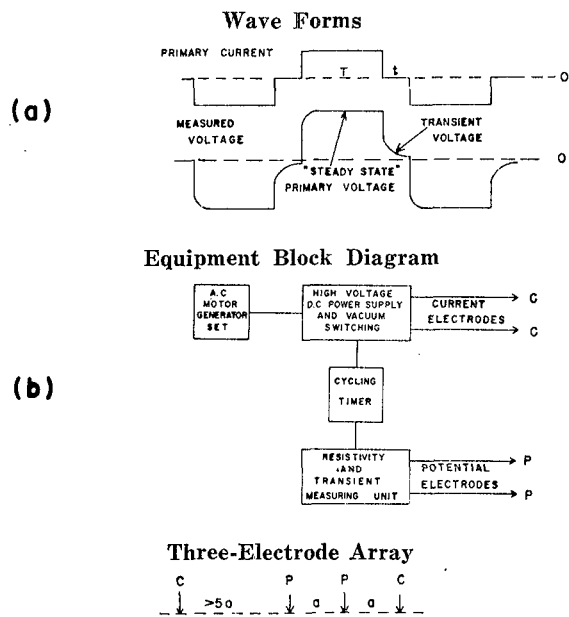 Wave Forms
PRIMARY CURRENT
T
t
O
(a)
MEASURED
VOLTAGE
TRANSIENT
VOLTAGE
O
"STEADY STATE"
PRIMARY VOLTAGE
Equipment Block Diagram
(b)
A.C
MOTOR
GENERATOR
SET
HIGH VOLTAGE
D.C POWER SUPPLY
AND VACUUM
SWITCHING
C
CURRENT
ELECTRODES
C
CYCLING
TIMER
RESISTIVITY
AND
TRANSIENT
MEASURING UNIT
P
POTENTIAL
ELECTRODES
P
Three-Electrode Array
C P P C
>5a a a